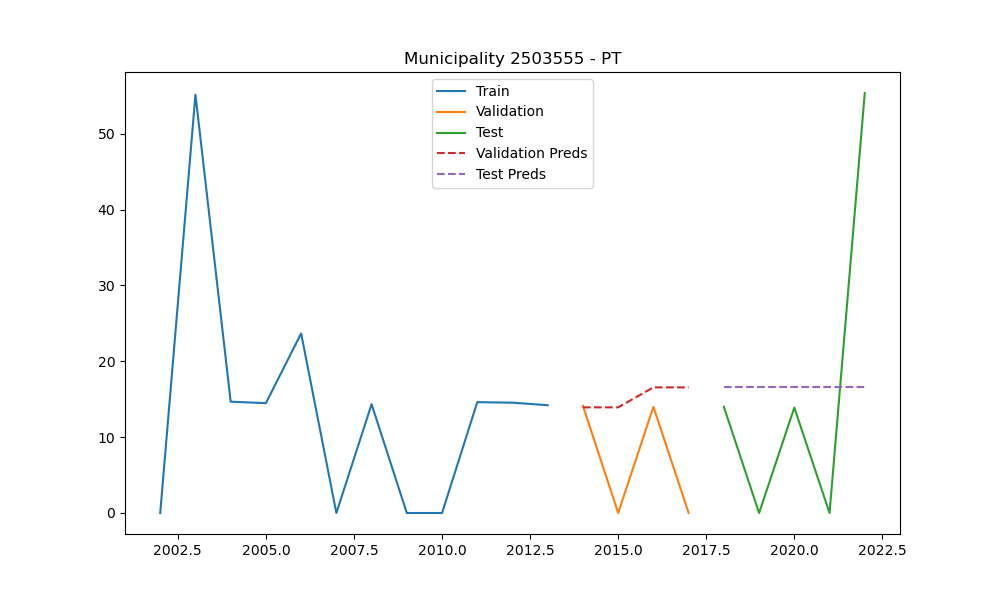 Municipality 2503555 - PT
Train
Validation
Test
Validation Preds
Test Preds
50
40
30
20
10
0
2002.5 2005.0 2007.5 2010.0 2012.5 2015.0 2017.5 2020.0 2022.5